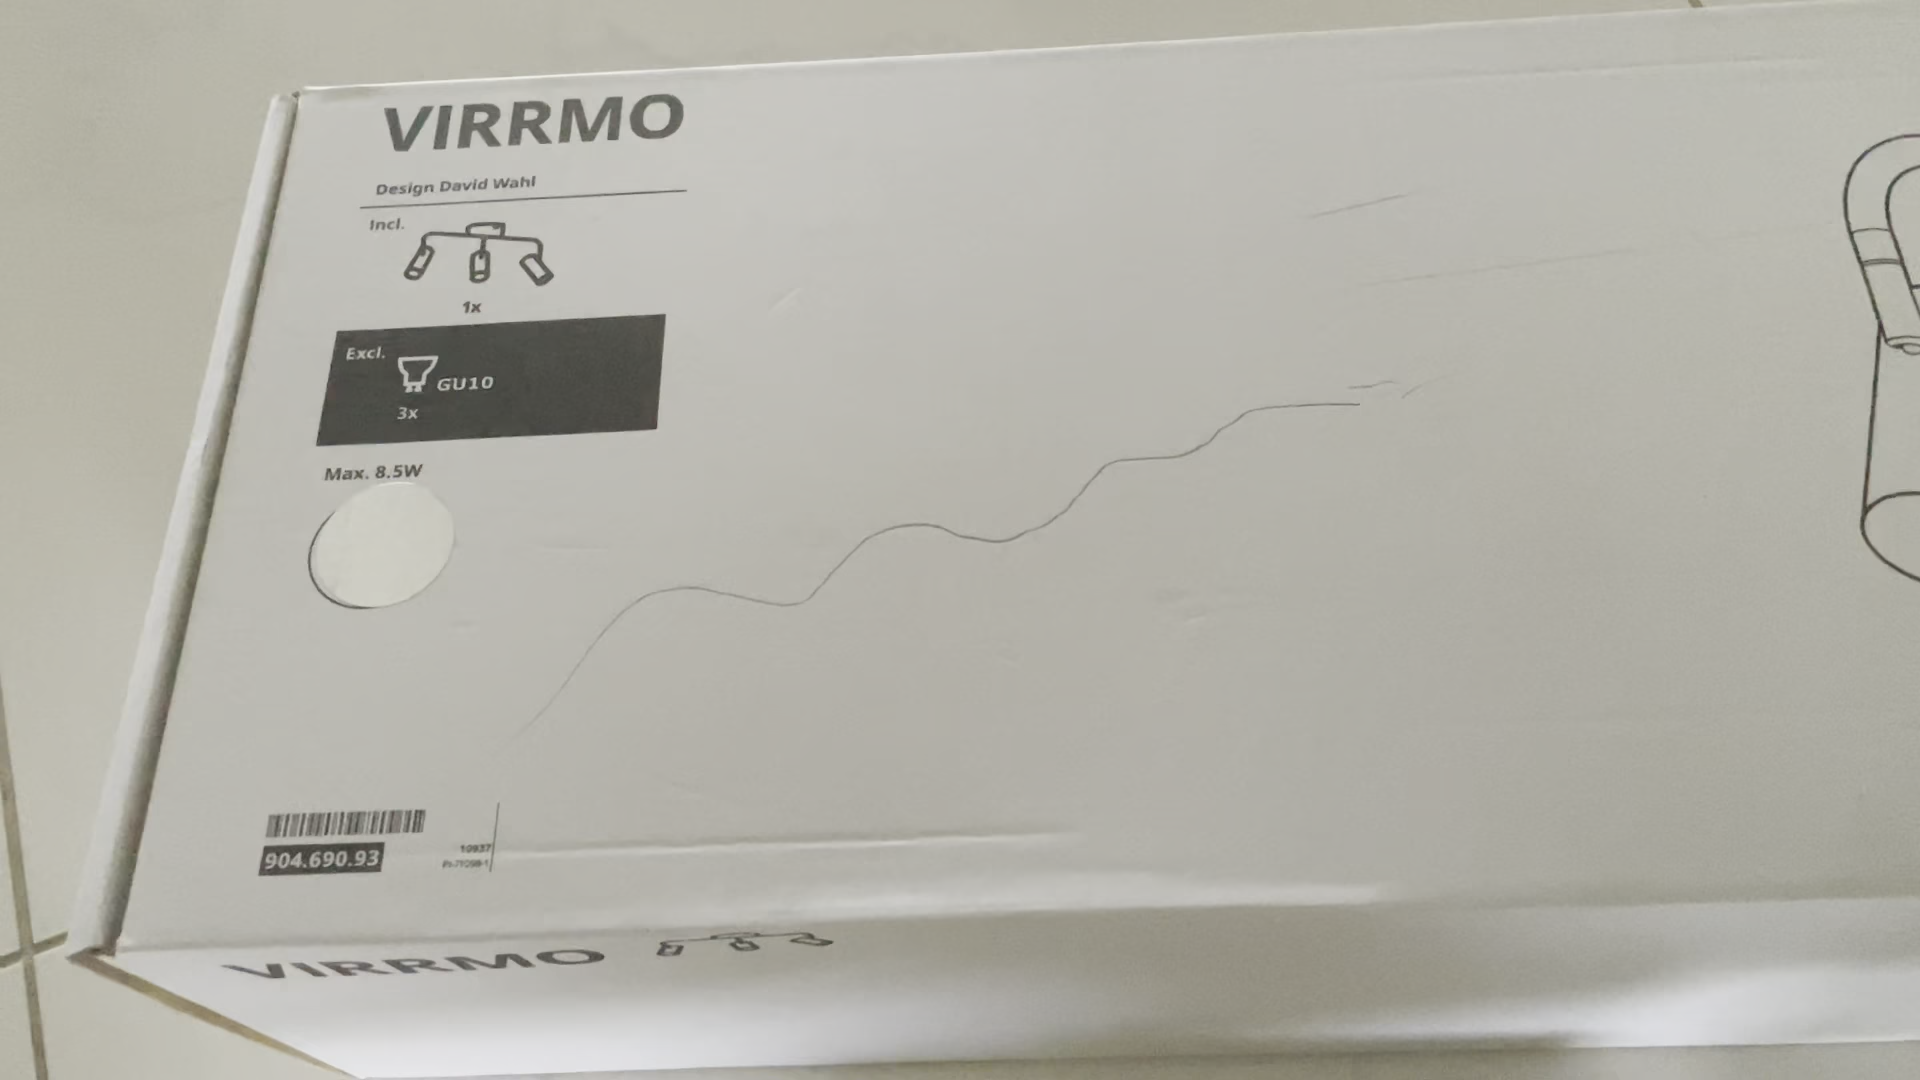 VIRRMO
Design David Wahl
Incl.
1x
Excl.
GU10
3x
Max. 8.5W
904.690.93
10937
VIRRMO